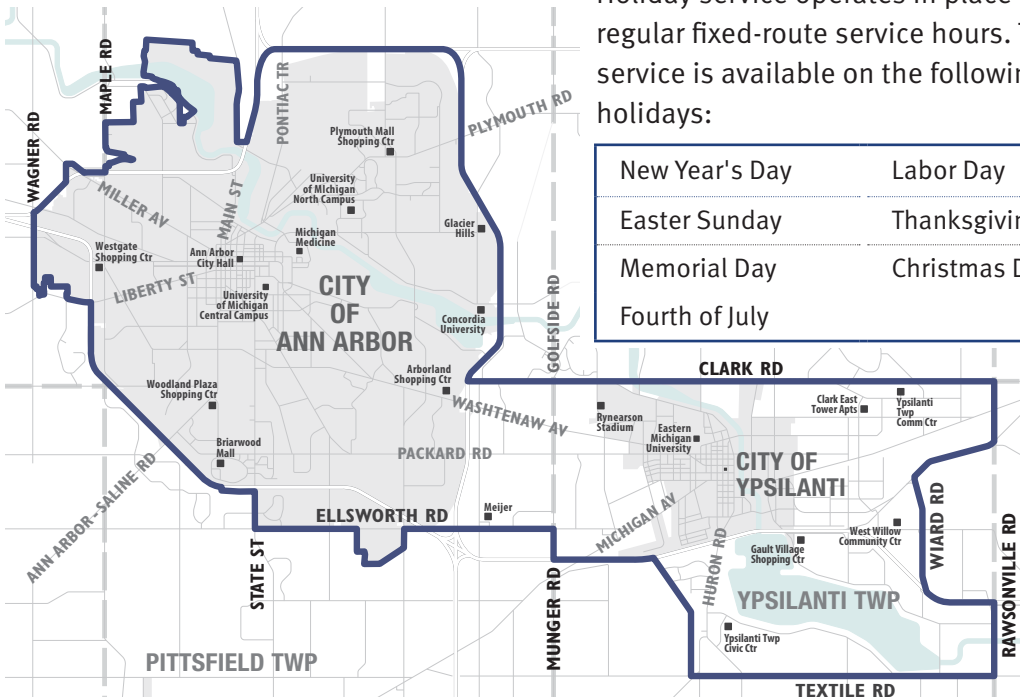 Holiday service operates in place
regular fixed-route service hours.
service is available on the following
holidays:
New Year's Day
Labor Day
Easter Sunday
Memorial Day
Christmas
Fourth of July
MAPLE RD
WAGNER RD
PONTIAC TR
PLYMOUTH RD
Plymouth Mall
Shopping Ctr
MILLER AV
MAIN ST
University
of MIchigan
North Campus
Glacier
Hills
Michigan
Medicine
Westgate
Shopping Ctr
Ann Arbor
City Hall
LIBERTY ST
University
of Michigan
Central Campus
CITY
OF
ANN ARBOR
Concordia
University
GOLFSIDE RD
Arborland
Shopping Ctr
Woodland Plaza
Shopping Ctr
WASHTENAW AV
CLARK RD
Clark East
Tower Apts
Ypsilanti
Twp
Comm Ctr
Rynearson
Stadium
Eastern
Michigan
University
Briarwood
Mall
PACKARD RD
CITY OF
YPSILANTI
ANN ARBOR-SALINE RD
ELLSWORTH RD
Meijer
MICHIGAN AV
STATE ST
MUNGER RD
HURON RD
Gault Village
Shopping Ctr
West Willow
Community Ctr
WIARD RD
RAWSONVILLE RD
YPSILANTI TWP
Ypsilanti Twp
Civic Ctr
PITTSFIELD TWP
TEXTILE RD